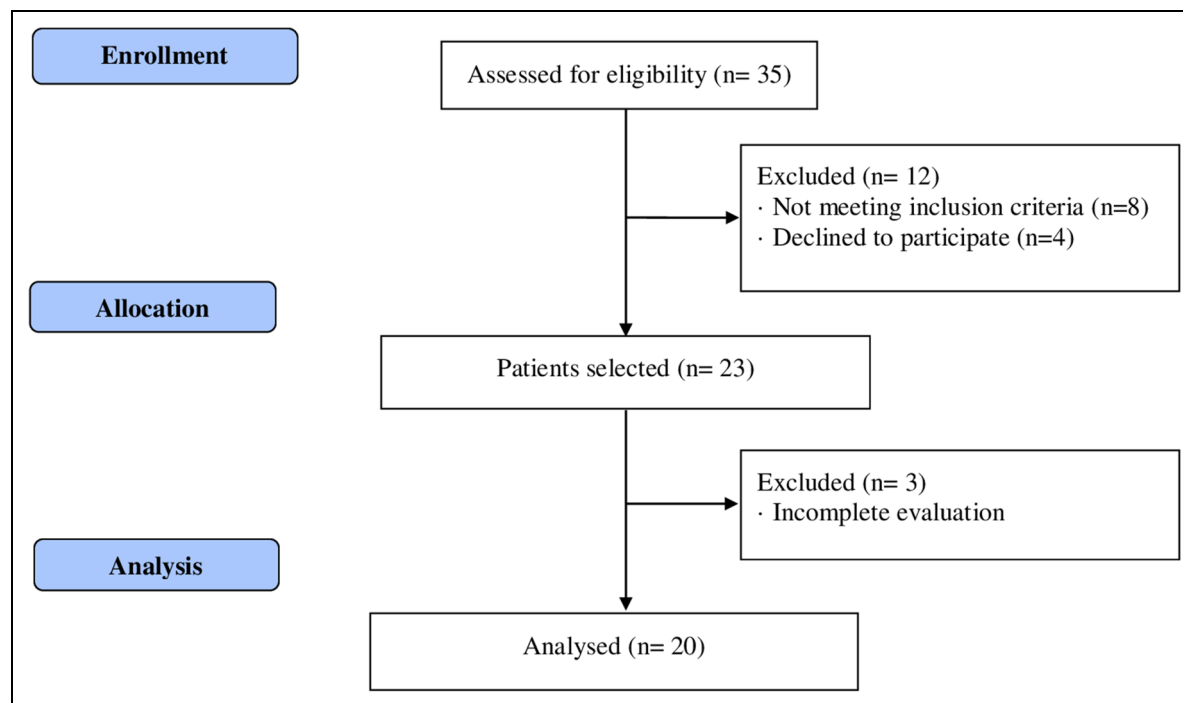 Enrollment
Assessed for eligibility (n= 35)
Excluded (n= 12)
· Not meeting inclusion criteria (n=8)
· Declined to participate (n=4)
Allocation
Patients selected (n= 23)
Excluded (n= 3)
· Incomplete evaluation
Analysis
Analysed (n= 20)